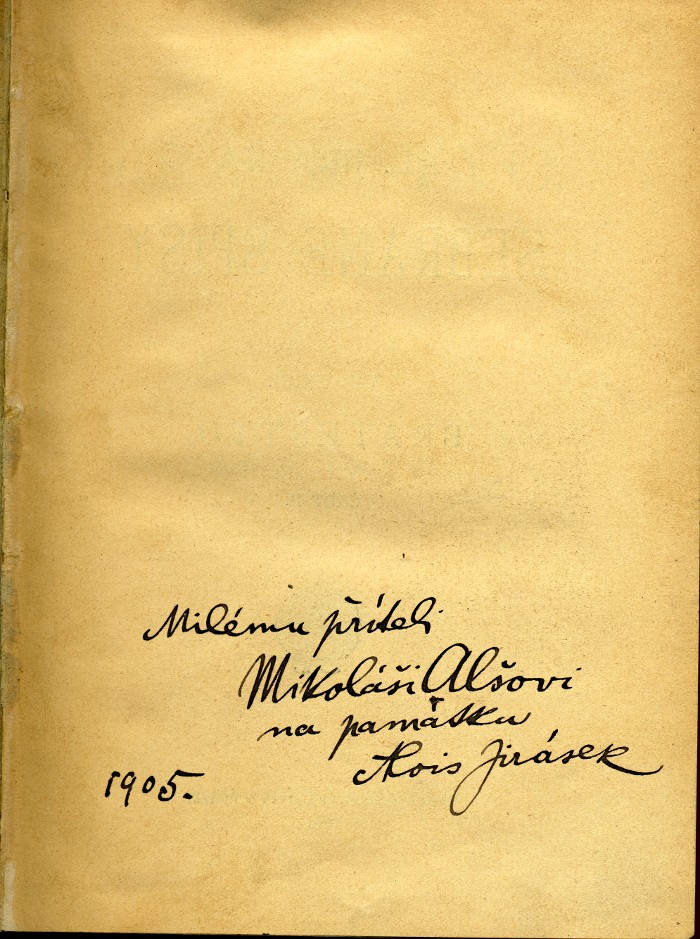 Milému příteli
Mikoláši Alšovi
na památku
Alois Jirásek
1905.